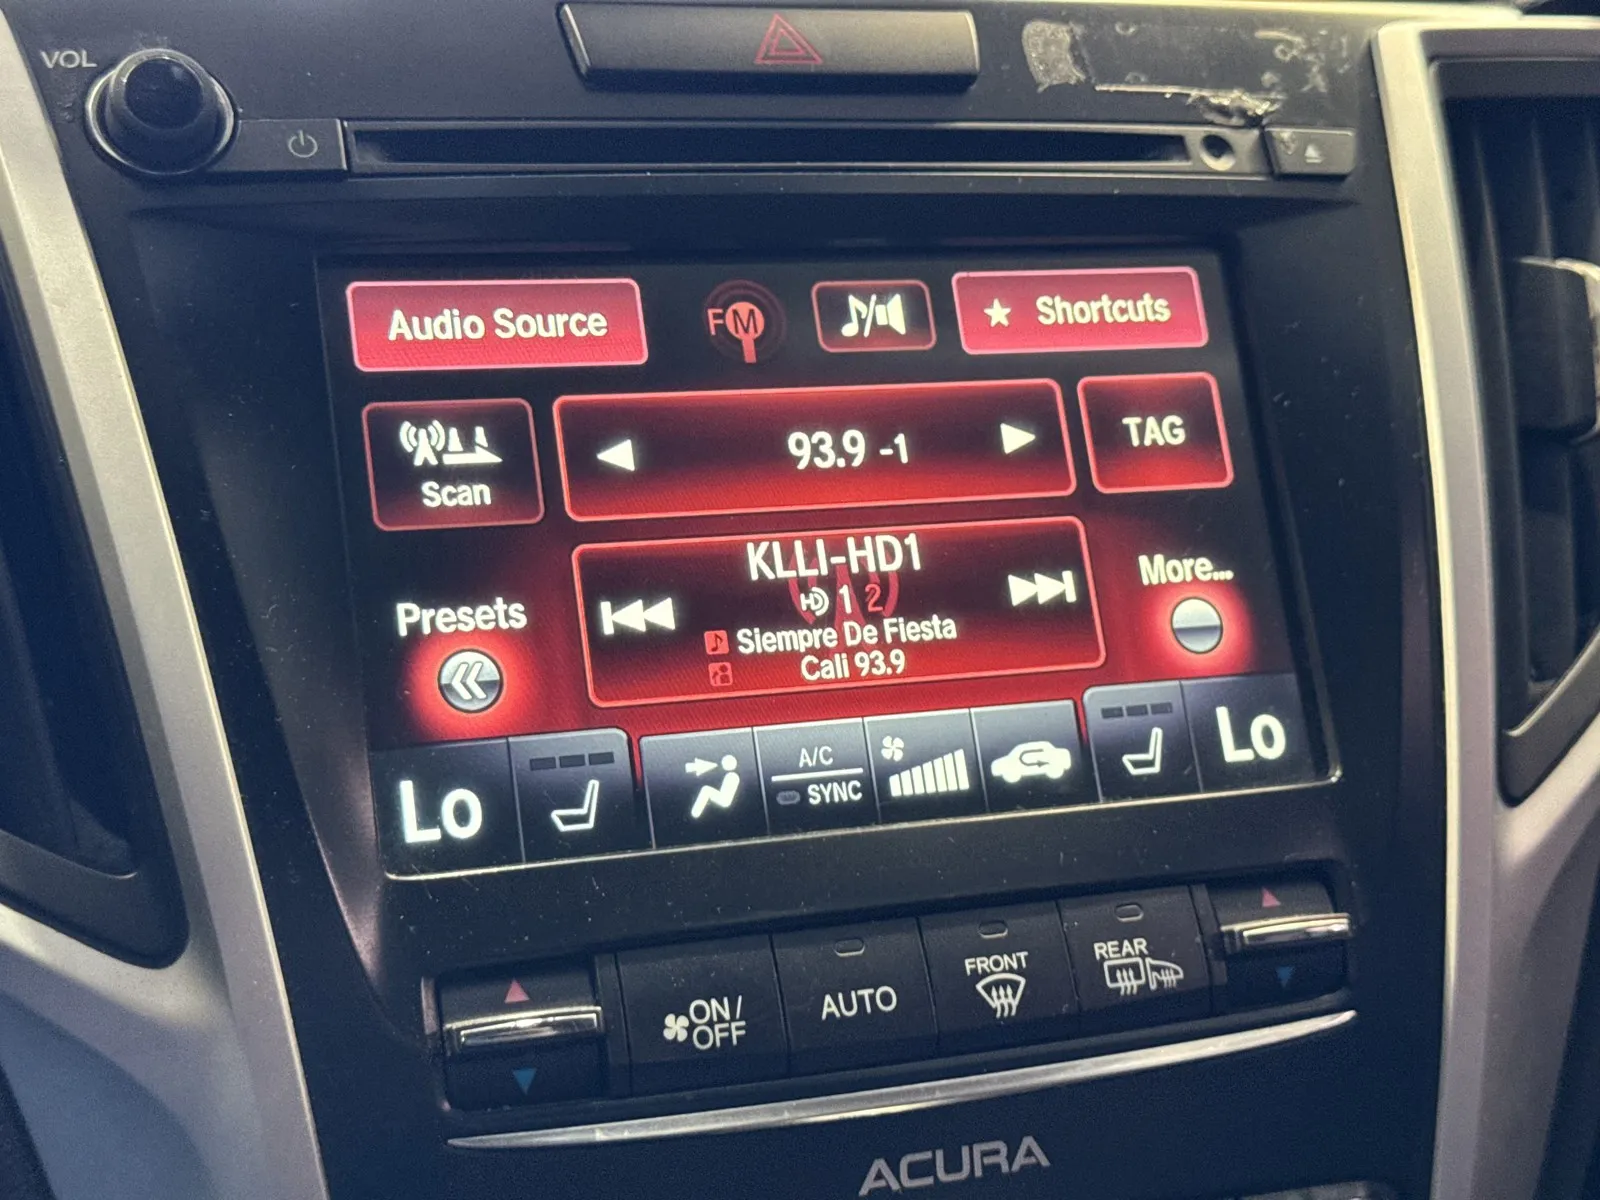 VOL
Audio Source
FM
Shortcuts
Scan
93.9 -1
TAG
KLLI-HD1
HD 1 2
Siempre De Fiesta
Cali 93.9
Presets
More...
Lo
A/C
SYNC
Lo
ON/
OFF
AUTO
FRONT
REAR
ACURA